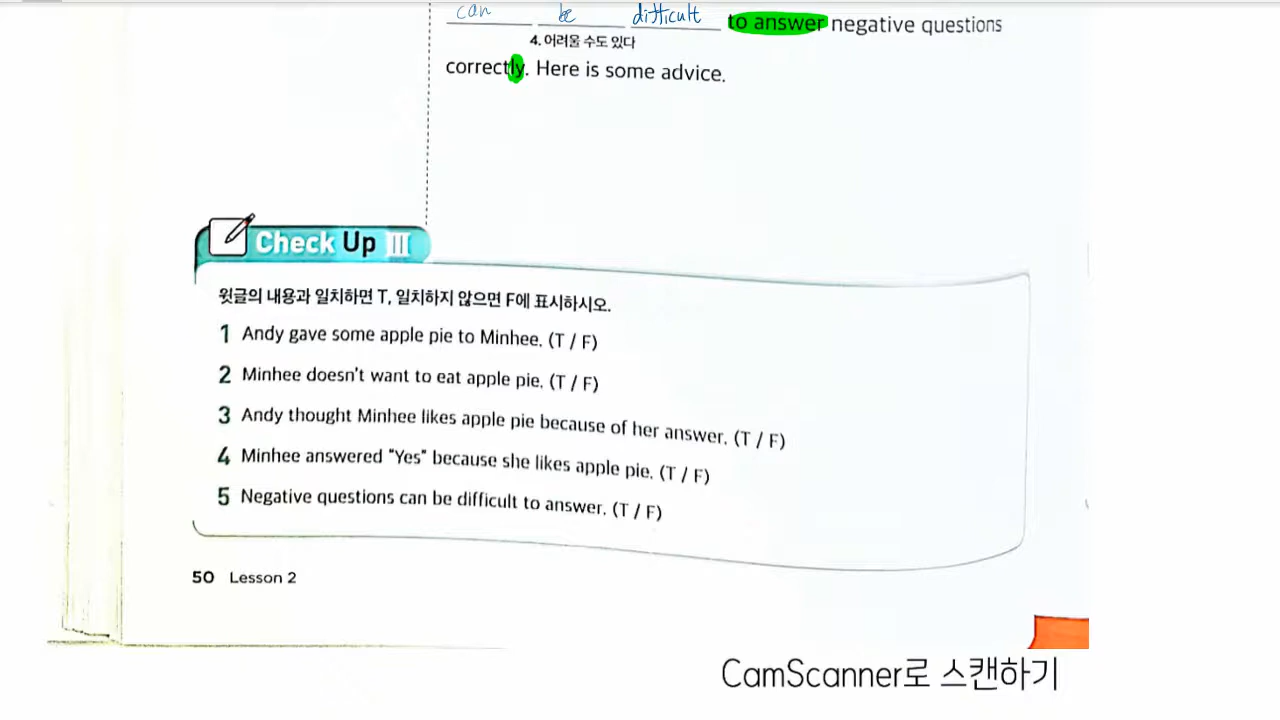 can be difficult to answer negative questions
4. 어려울 수도 있다
correctly. Here is some advice.
Check Up III
윗글의 내용과 일치하면 T, 일치하지 않으면 F에 표시하시오.
1 Andy gave some apple pie to Minhee. (T / F)
2 Minhee doesn't want to eat apple pie. (T / F)
3 Andy thought Minhee likes apple pie because of her answer. (T / F)
4 Minhee answered "Yes" because she likes apple pie. (T / F)
5 Negative questions can be difficult to answer. (T / F)
50 Lesson 2
CamScanner로 스캔하기